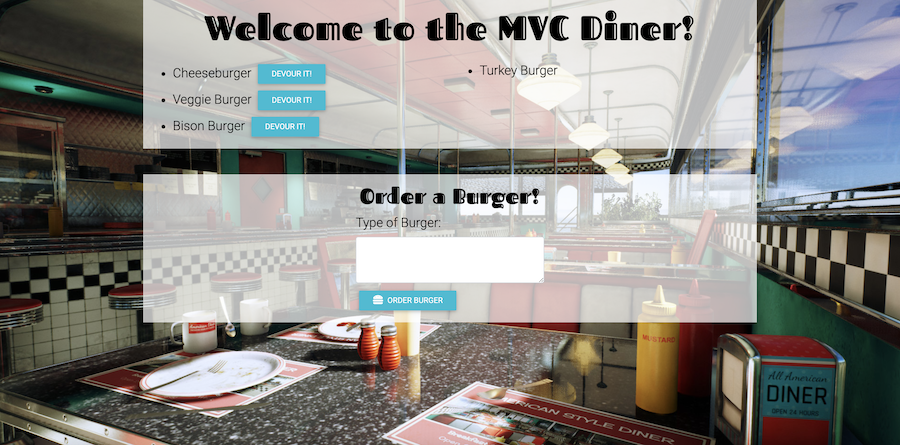 Welcome to the MVC Diner!
Cheeseburger DEVOUR IT!
Veggie Burger DEVOUR IT!
Bison Burger DEVOUR IT!
Turkey Burger
Order a Burger!
Type of Burger:
ORDER BURGER
MUSTARD
All American
DINER
OPEN 24 HOURS
AMERICAN STYLE DINER
Breakfast